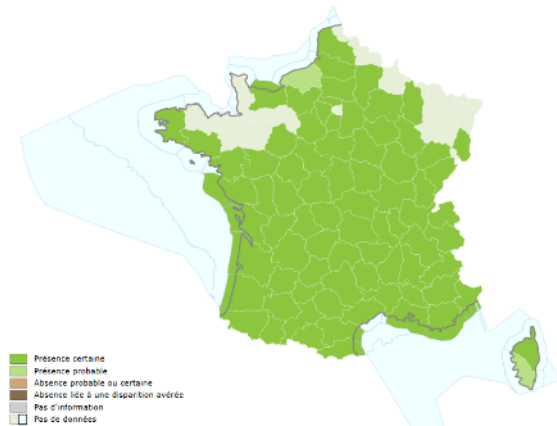 Présence certaine
Présence probable
Absence probable ou certaine
Absence liée à une disparition avérée
Pas d'information
Pas de données